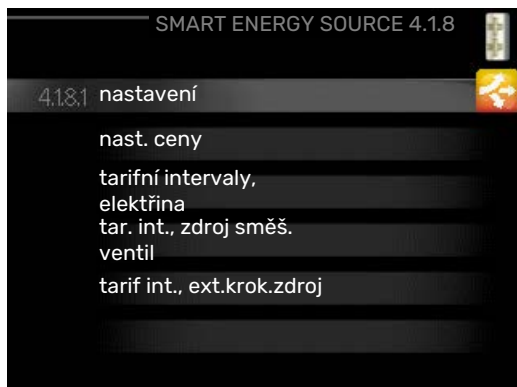 SMART ENERGY SOURCE 4.1.8
4.1.8.1 nastavení
nast. ceny
tarifní intervaly,
elektřina
tar. int., zdroj směš.
ventil
tarif int., ext.krok.zdroj